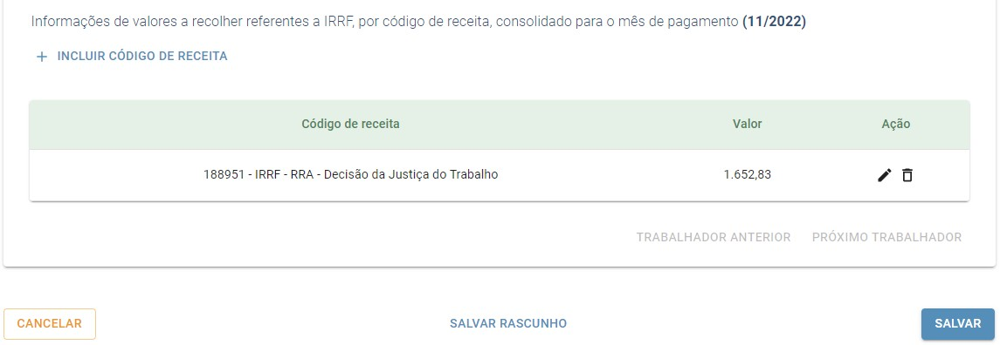 Informações de valores a recolher referentes a IRRF, por código de receita, consolidado para o mês de pagamento (11/2022)
+ INCLUIR CÓDIGO DE RECEITA
Código de receita Valor Ação
188951 - IRRF - RRA - Decisão da Justiça do Trabalho 1.652,83
TRABALHADOR ANTERIOR PRÓXIMO TRABALHADOR
CANCELAR SALVAR RASCUNHO SALVAR